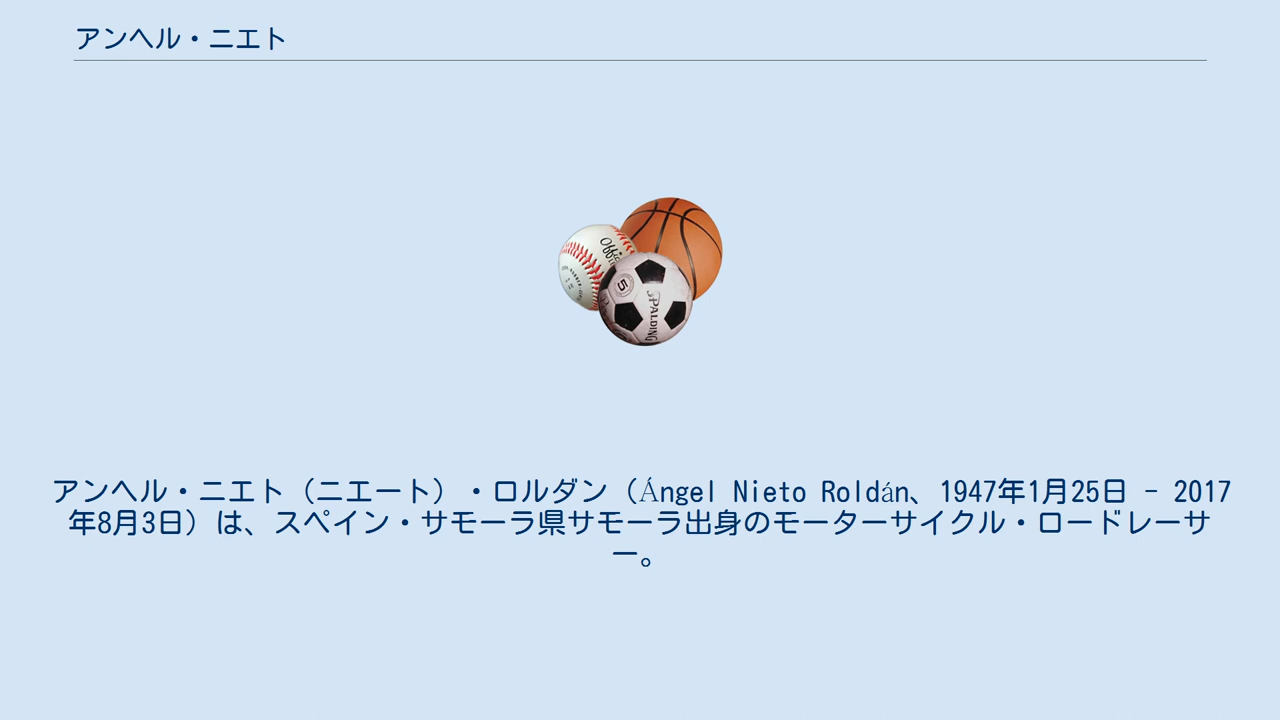 アンヘル・ニエト
Offic
5
SPALDING
アンヘル・ニエト（ニエート）・ロルダン（Ángel Nieto Roldán、1947年1月25日 - 2017
年8月3日）は、スペイン・サモーラ県サモーラ出身のモーターサイクル・ロードレーサ
ー。